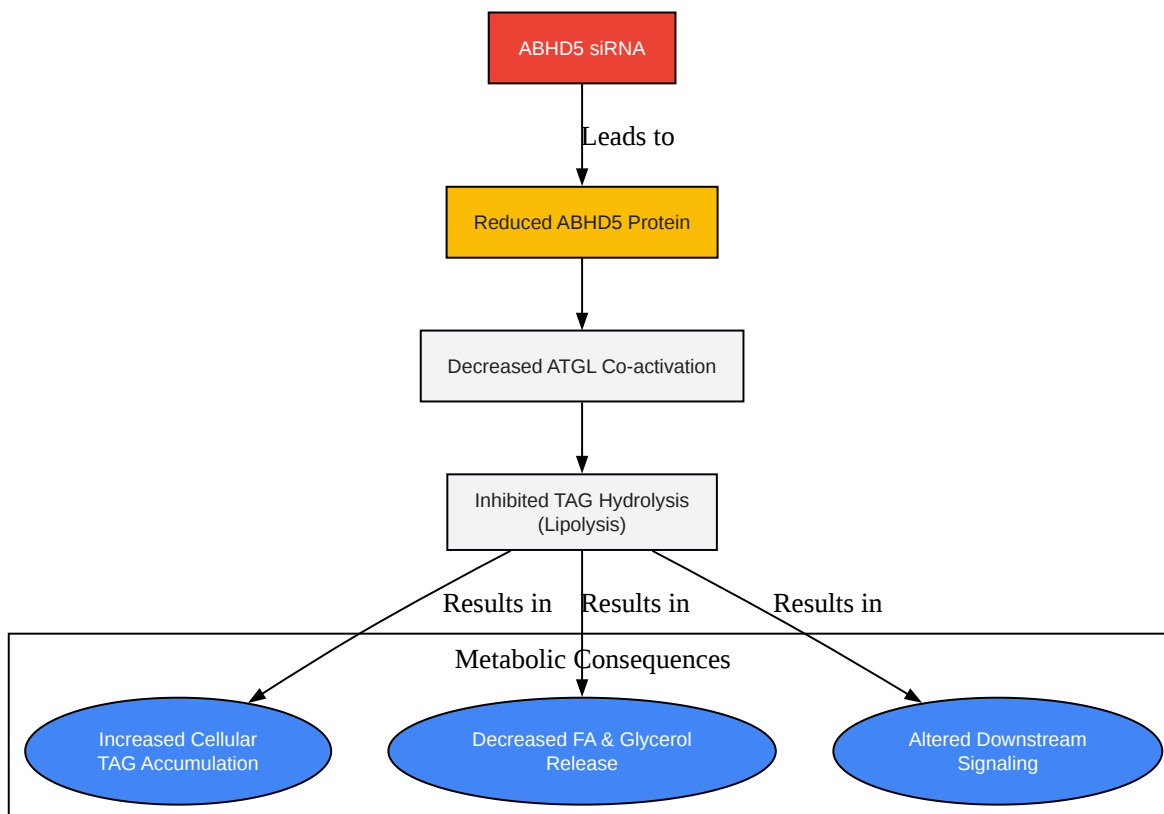 ABHD5 siRNA
Leads to
Reduced ABHD5 Protein
Decreased ATGL Co-activation
Inhibited TAG Hydrolysis
(Lipolysis)
Results in
Results in
Results in
Metabolic Consequences
Increased Cellular
TAG Accumulation
Decreased FA & Glycerol
Release
Altered Downstream
Signaling